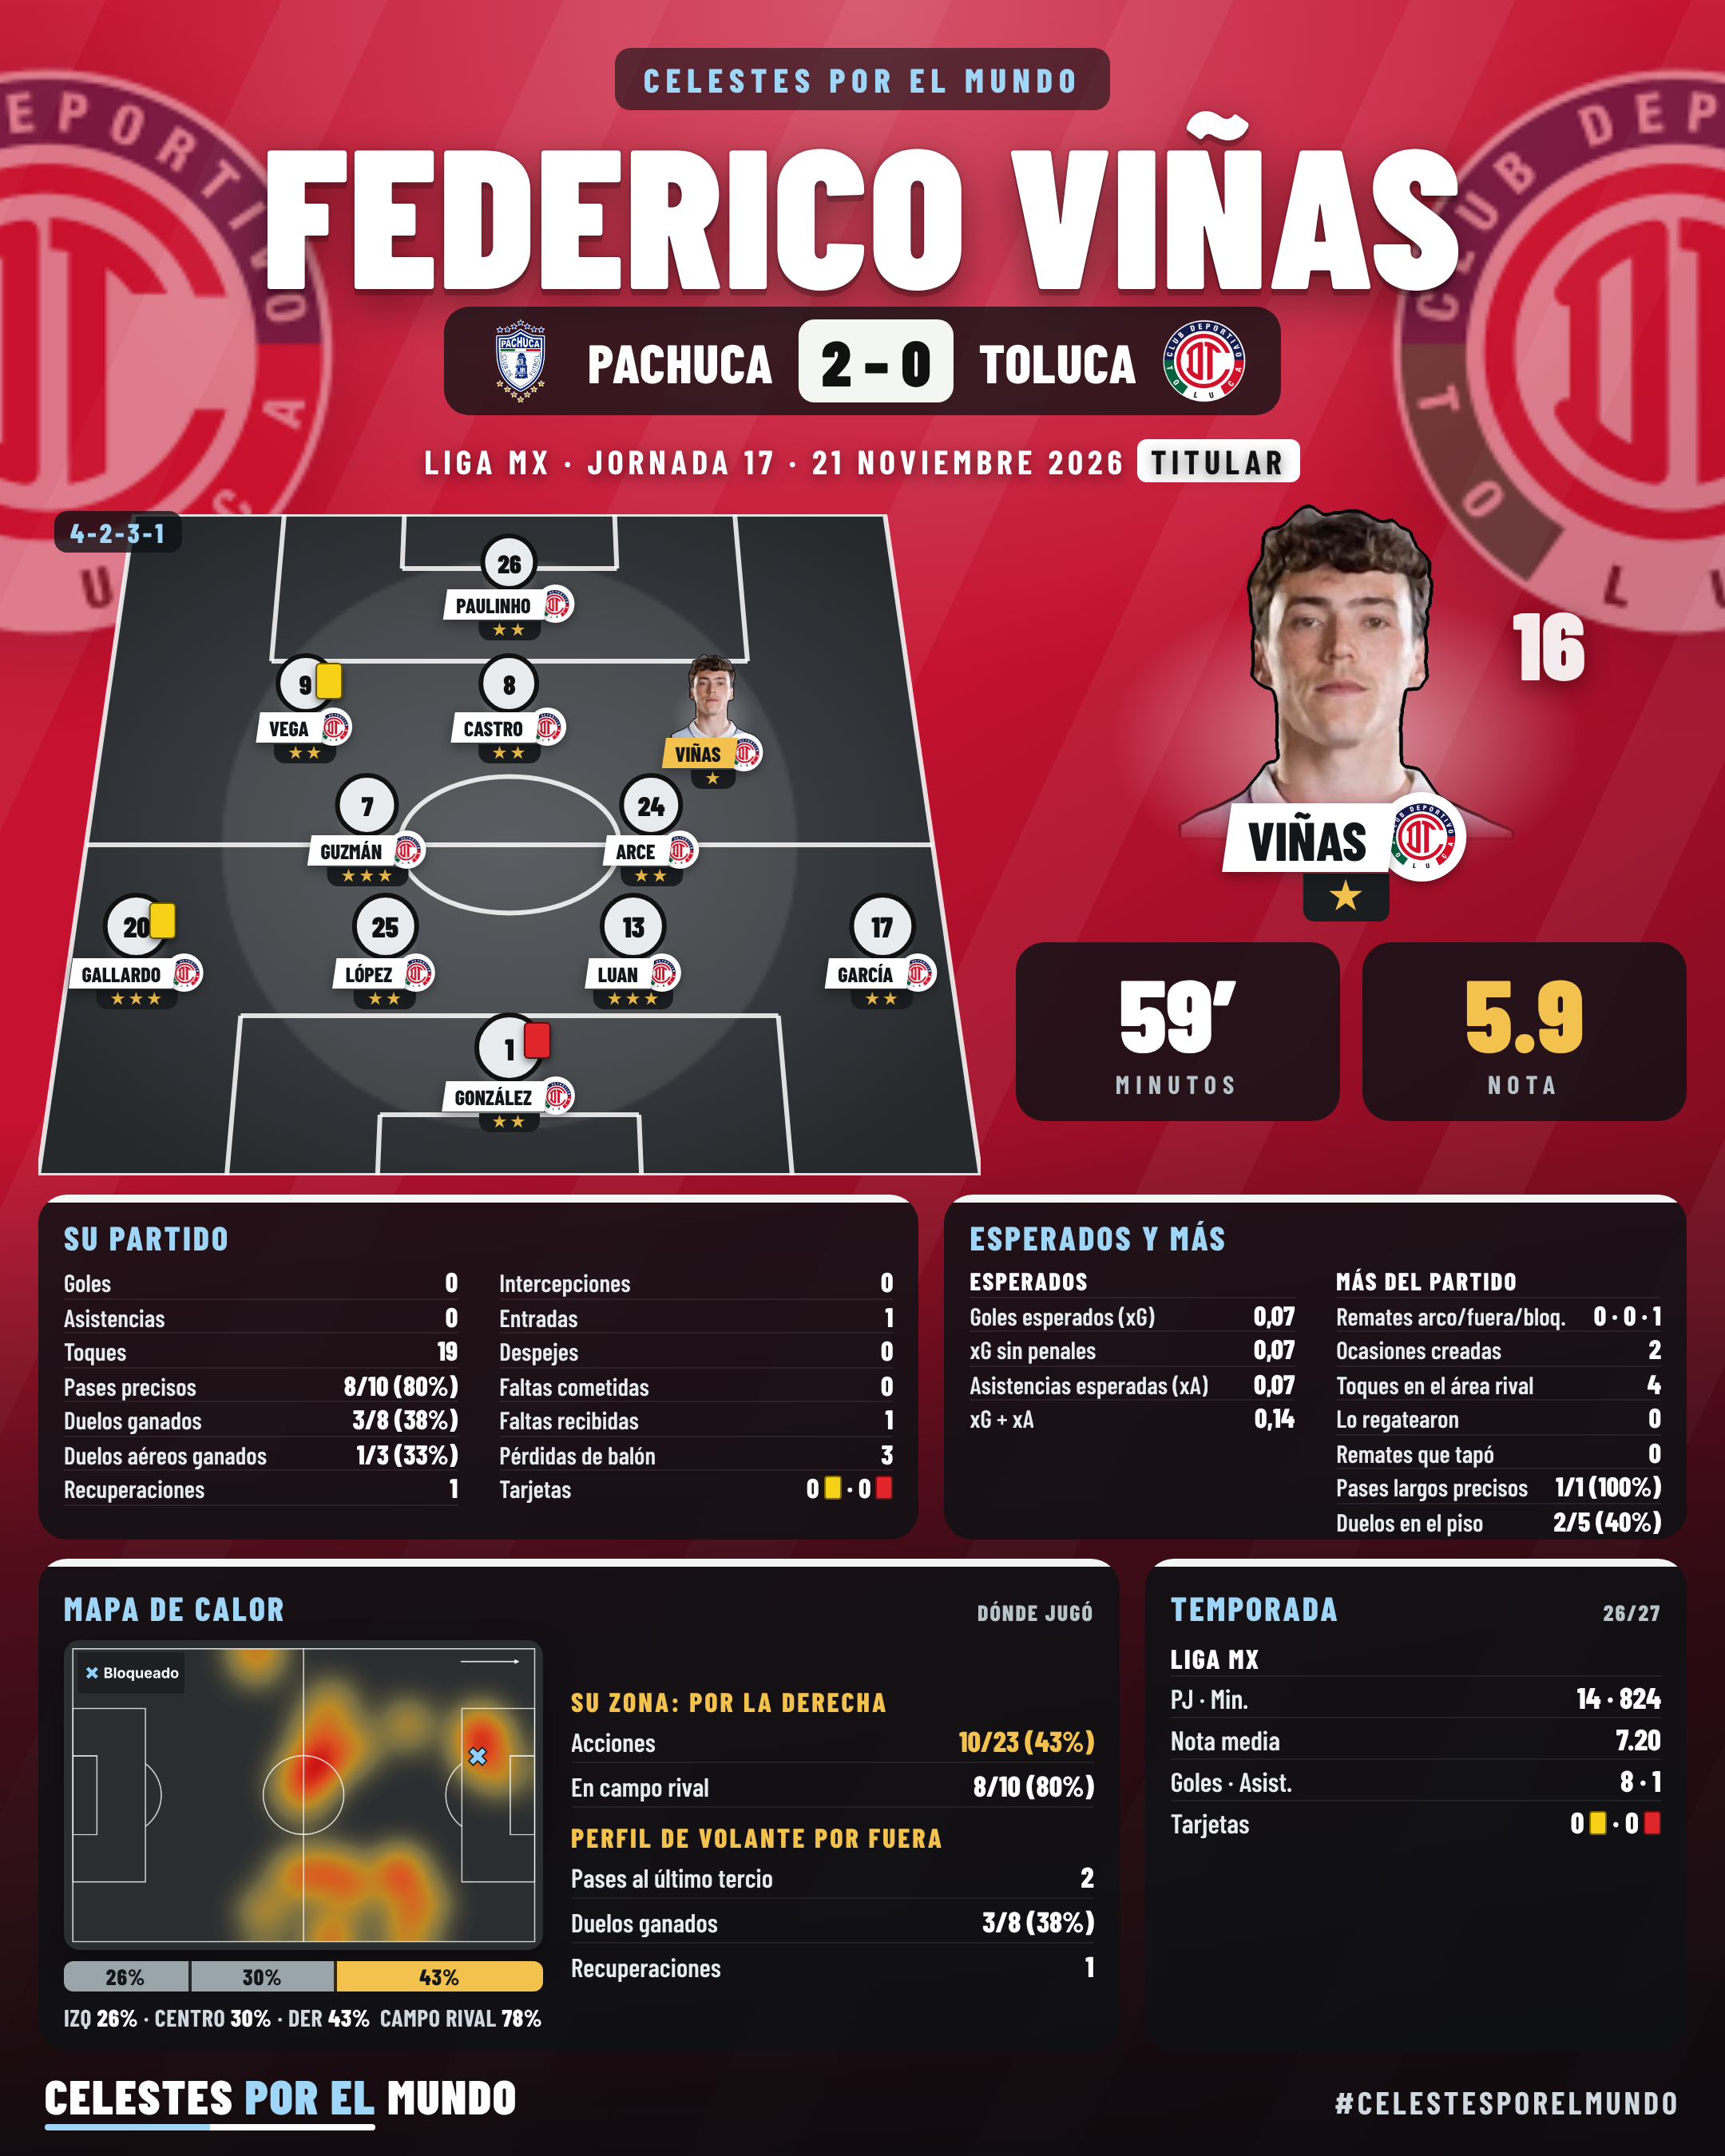 CELESTES POR EL MUNDO
FEDERICO VIÑAS
PACHUCA 2 - 0 TOLUCA
LIGA MX · JORNADA 17 · 21 NOVIEMBRE 2026 TITULAR
4-2-3-1
26
PAULINHO
9
VEGA
8
CASTRO
VIÑAS
7
GUZMÁN
24
ARCE
20
GALLARDO
25
LÓPEZ
13
LUAN
17
GARCÍA
1
GONZÁLEZ
16
VIÑAS
59’
MINUTOS
5.9
NOTA
SU PARTIDO
Goles 0
Asistencias 0
Toques 19
Pases precisos 8/10 (80%)
Duelos ganados 3/8 (38%)
Duelos aéreos ganados 1/3 (33%)
Recuperaciones 1
Intercepciones 0
Entradas 1
Despejes 0
Faltas cometidas 0
Faltas recibidas 1
Pérdidas de balón 3
Tarjetas 0 · 0
ESPERADOS Y MÁS
ESPERADOS
Goles esperados (xG) 0,07
xG sin penales 0,07
Asistencias esperadas (xA) 0,07
xG + xA 0,14
MÁS DEL PARTIDO
Remates arco/fuera/bloq. 0 · 0 · 1
Ocasiones creadas 2
Toques en el área rival 4
Lo regatearon 0
Remates que tapó 0
Pases largos precisos 1/1 (100%)
Duelos en el piso 2/5 (40%)
MAPA DE CALOR
DÓNDE JUGÓ
Bloqueado
26% 30% 43%
IZQ 26% · CENTRO 30% · DER 43% CAMPO RIVAL 78%
SU ZONA: POR LA DERECHA
Acciones 10/23 (43%)
En campo rival 8/10 (80%)
PERFIL DE VOLANTE POR FUERA
Pases al último tercio 2
Duelos ganados 3/8 (38%)
Recuperaciones 1
TEMPORADA 26/27
LIGA MX
PJ · Min. 14 · 824
Nota media 7.20
Goles · Asist. 8 · 1
Tarjetas 0 · 0
CELESTES POR EL MUNDO
#CELESTESPORELMUNDO